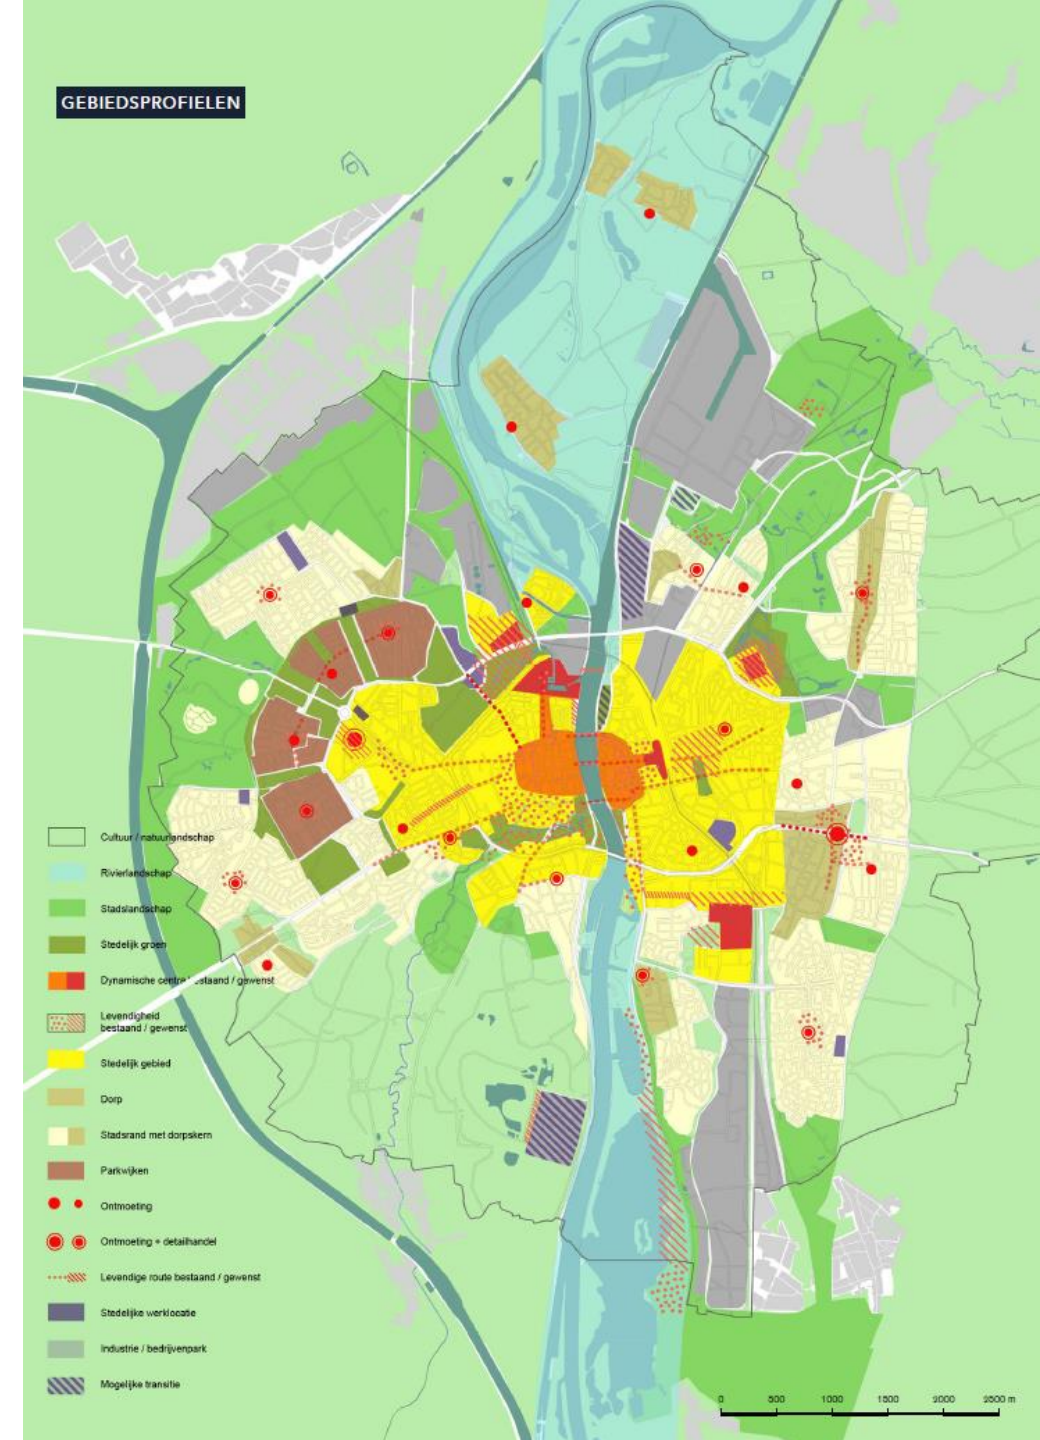 GEBIEDSPROFIELEN
Cultuur / natuurlandschap
Rivierlandschap
Stadslandschap
Stedelijk groen
Dynamische centra bestaand / gewenst
Levendigheid
bestaand / gewenst
Stedelijk gebied
Dorp
Stadsrand met dorpskern
Parkwijken
Ontmoeting
Ontmoeting + detailhandel
Levendige route bestaand / gewenst
Stedelijke werklocatie
Industrie / bedrijvenpark
Mogelijke transitie
0 500 1000 1500 2000 2500 m